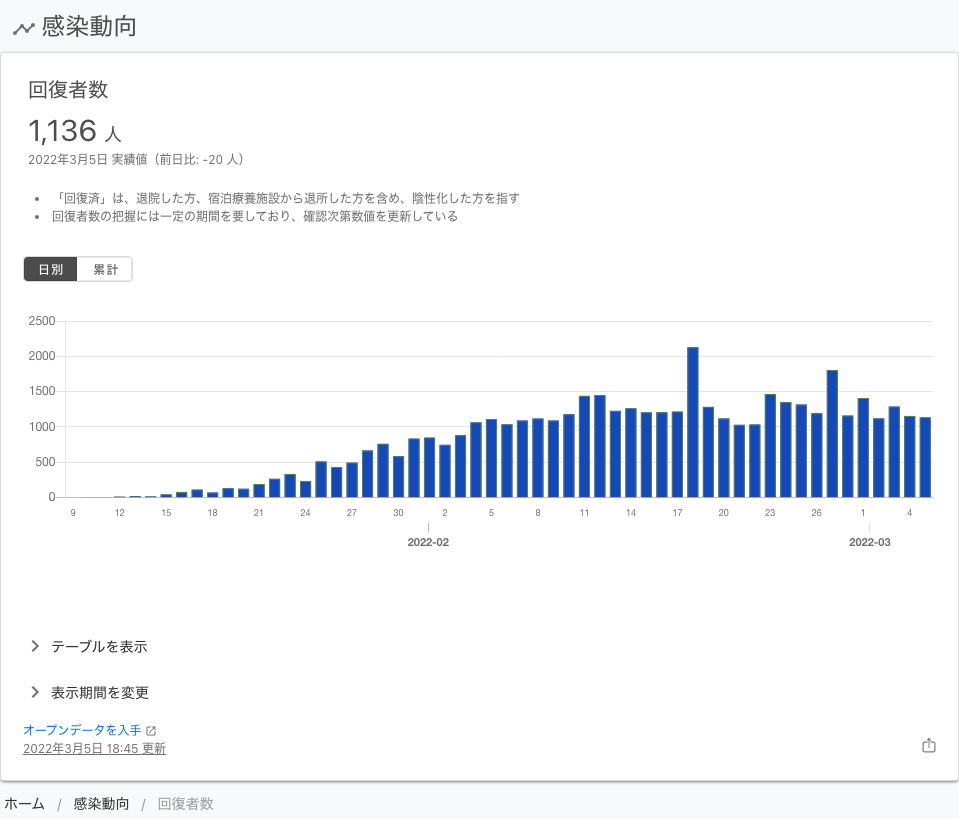 感染動向
回復者数
1,136 人
2022年3月5日 実績値（前日比: -20 人）
• 「回復済」は、退院した方、宿泊療養施設から退所した方を含め、陰性化した方を指す
• 回復者数の把握には一定の期間を要しており、確認次第数値を更新している
日別 累計
2500
2000
1500
1000
500
0
9 12 15 18 21 24 27 30 2 5 8 11 14 17 20 23 26 1 4
2022-02 2022-03
テーブルを表示
表示期間を変更
オープンデータを入手
2022年3月5日 18:45 更新
ホーム / 感染動向 / 回復者数